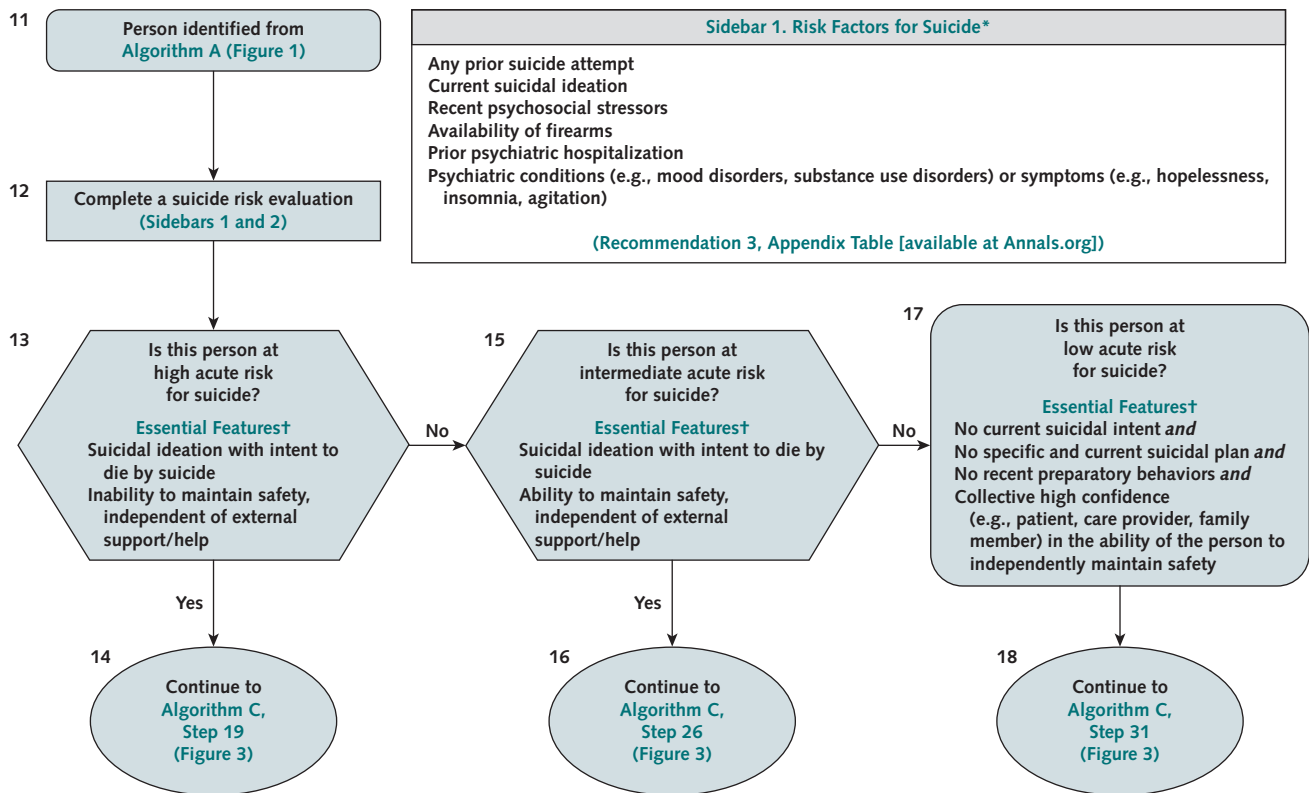 11
Person identified from
Algorithm A (Figure 1)
Sidebar 1. Risk Factors for Suicide*
Any prior suicide attempt
Current suicidal ideation
Recent psychosocial stressors
Availability of firearms
Prior psychiatric hospitalization
Psychiatric conditions (e.g., mood disorders, substance use disorders) or symptoms (e.g., hopelessness,
insomnia, agitation)
(Recommendation 3, Appendix Table [available at Annals.org])
12
Complete a suicide risk evaluation
(Sidebars 1 and 2)
13
Is this person at
high acute risk
for suicide?
Essential Features†
Suicidal ideation with intent to
die by suicide
Inability to maintain safety,
independent of external
support/help
No
Yes
15
Is this person at
intermediate acute risk
for suicide?
Essential Features†
Suicidal ideation with intent to die by
suicide
Ability to maintain safety,
independent of external
support/help
No
Yes
17
Is this person at
low acute risk
for suicide?
Essential Features†
No current suicidal intent and
No specific and current suicidal plan and
No recent preparatory behaviors and
Collective high confidence
(e.g., patient, care provider, family
member) in the ability of the person to
independently maintain safety
14
Continue to
Algorithm C,
Step 19
(Figure 3)
16
Continue to
Algorithm C,
Step 26
(Figure 3)
18
Continue to
Algorithm C,
Step 31
(Figure 3)